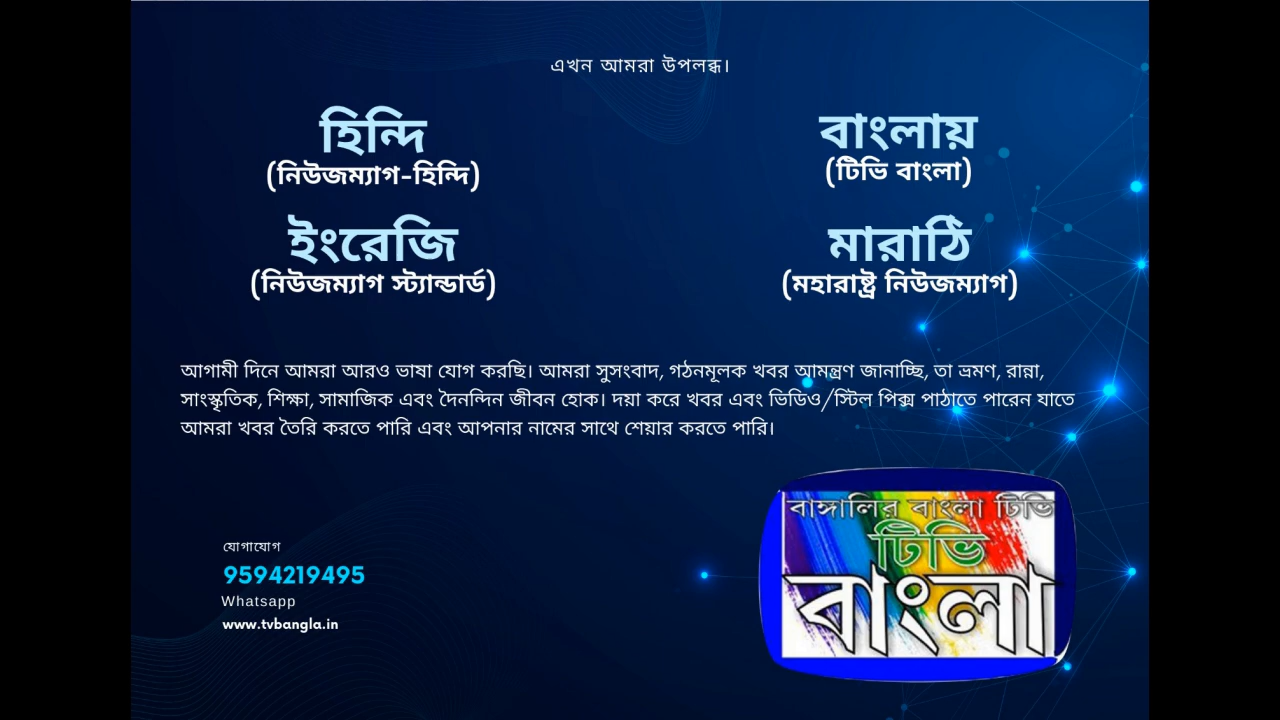 এখন আমরা উপলব্ধ।
হিন্দি
(নিউজম্যাগ-হিন্দি)
বাংলায়
(টিভি বাংলা)
ইংরেজি
(নিউজম্যাগ স্ট্যান্ডার্ড)
মারাঠি
(মহারাষ্ট্র নিউজম্যাগ)
আগামী দিনে আমরা আরও ভাষা যোগ করছি। আমরা সুসংবাদ, গঠনমূলক খবর আমন্ত্রণ জানাচ্ছি, তা ভ্রমণ, রান্না,
সাংস্কৃতিক, শিক্ষা, সামাজিক এবং দৈনন্দিন জীবন হোক। দয়া করে খবর এবং ভিডিও/স্টিল পিক্স পাঠাতে পারেন যাতে
আমরা খবর তৈরি করতে পারি এবং আপনার নামের সাথে শেয়ার করতে পারি।
যোগাযোগ
9594219495
Whatsapp
www.tvbangla.in
বাঙ্গালির বাংলা টিভি
টিভি
বাংলা